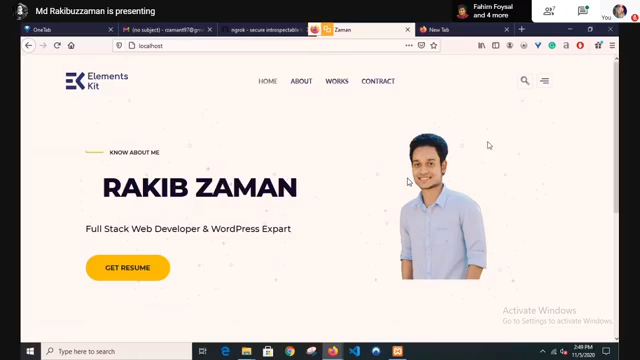 Md Rakibuzzaman is presenting
Fahim Foysal
and 4 more
You
OneTab
(no subject) - rzamant97@gm
ngrok - secure introspectable
Zaman
New Tab
localhost
Elements
Kit
HOME
ABOUT
WORKS
CONTRACT
KNOW ABOUT ME
RAKIB ZAMAN
Full Stack Web Developer & WordPress Expart
GET RESUME
Activate Windows
Go to Settings to activate Windows.
Type here to search
2:49 PM
11/5/2020